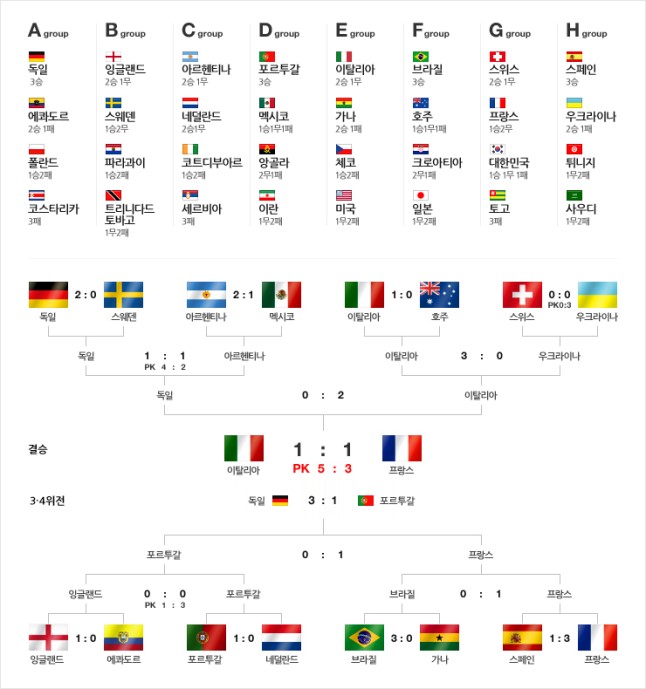 A group B group C group D group E group F group G group H group
독일 잉글랜드 아르헨티나 포르투갈 이탈리아 브라질 스위스 스페인
3승 2승 1무 2승 1무 3승 2승 1무 3승 2승 1무 3승
에콰도르 스웨덴 네덜란드 멕시코 가나 호주 프랑스 우크라이나
2승 1패 1승2무 2승1무 1승1무1패 2승 1패 1승1무1패 1승2무 2승 1패
폴란드 파라과이 코트디부아르 앙골라 체코 크로아티아 대한민국 튀니지
1승2패 1승2패 1승2패 2무1패 1승2패 2무1패 1승 1무 1패 1무2패
코스타리카 트리니다드 세르비아 이란 미국 일본 토고 사우디
토바고
3패 1무2패 3패 1무2패 1무2패 1무2패 3패 1무2패
2 : 0 2 : 1 1 : 0 0 : 0
PK0:3
독일 스웨덴 아르헨티나 멕시코 이탈리아 호주 스위스 우크라이나
독일 1 : 1 아르헨티나 이탈리아 3 : 0 우크라이나
PK 4 : 2
독일 0 : 2 이탈리아
결승 1 : 1
PK 5 : 3
이탈리아 프랑스
3·4위전 독일 3 : 1 포르투갈
포르투갈 0 : 1 프랑스
잉글랜드 0 : 0 포르투갈 브라질 0 : 1 프랑스
PK 1 : 3
1 : 0 1 : 0 3 : 0 1 : 3
잉글랜드 에콰도르 포르투갈 네덜란드 브라질 가나 스페인 프랑스